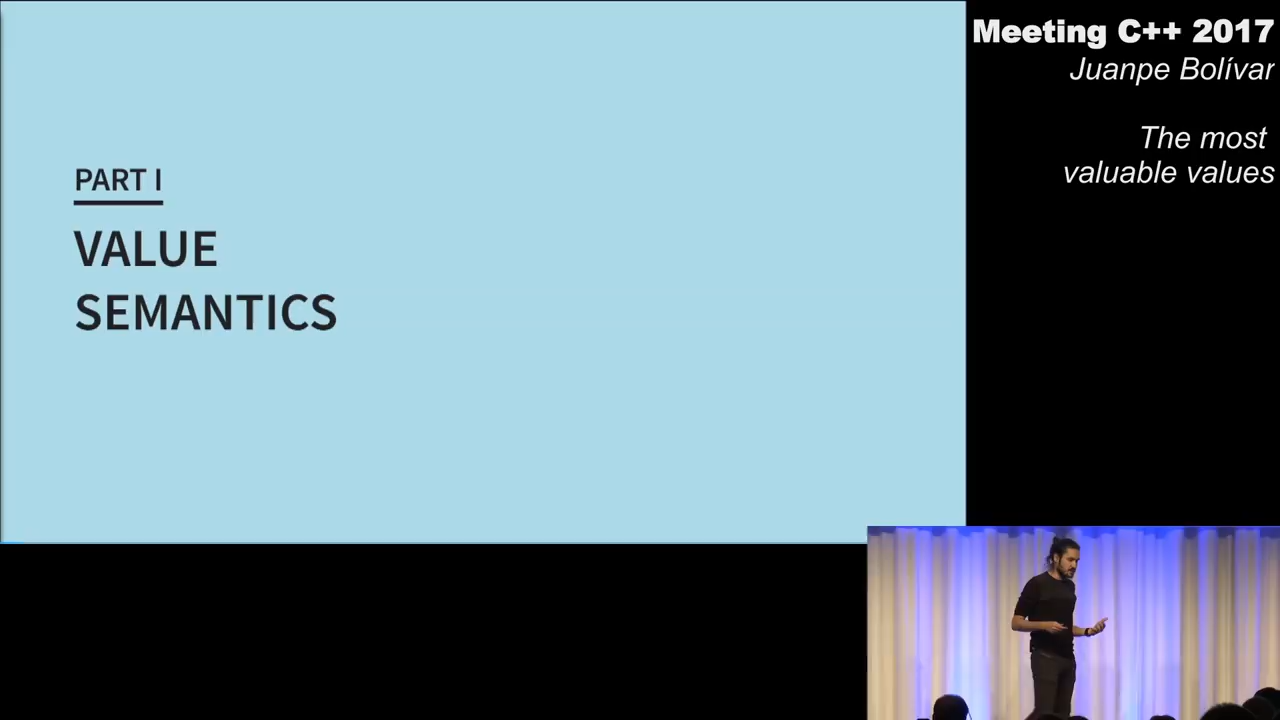 PART I
VALUE
SEMANTICS
Meeting C++ 2017
Juanpe Bolívar
The most
valuable values